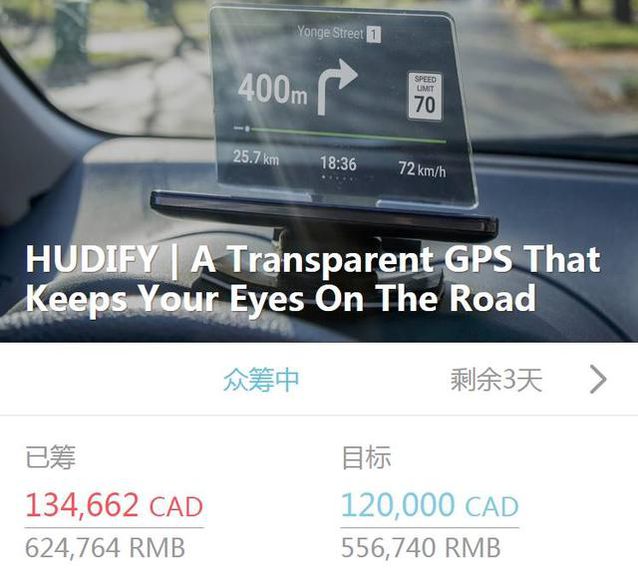 Yonge Street 1
400m
SPEED
LIMIT
70
25.7 km 18:36 72 km/h
HUDIFY | A Transparent GPS That
Keeps Your Eyes On The Road
众筹中 剩余3天
已筹 目标
134,662 CAD 120,000 CAD
624,764 RMB 556,740 RMB